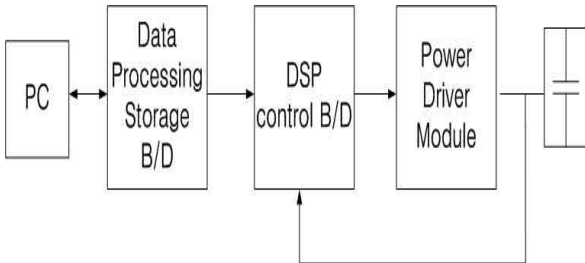 PC
Data
Processing
Storage
B/D
DSP
control B/D
Power
Driver
Module